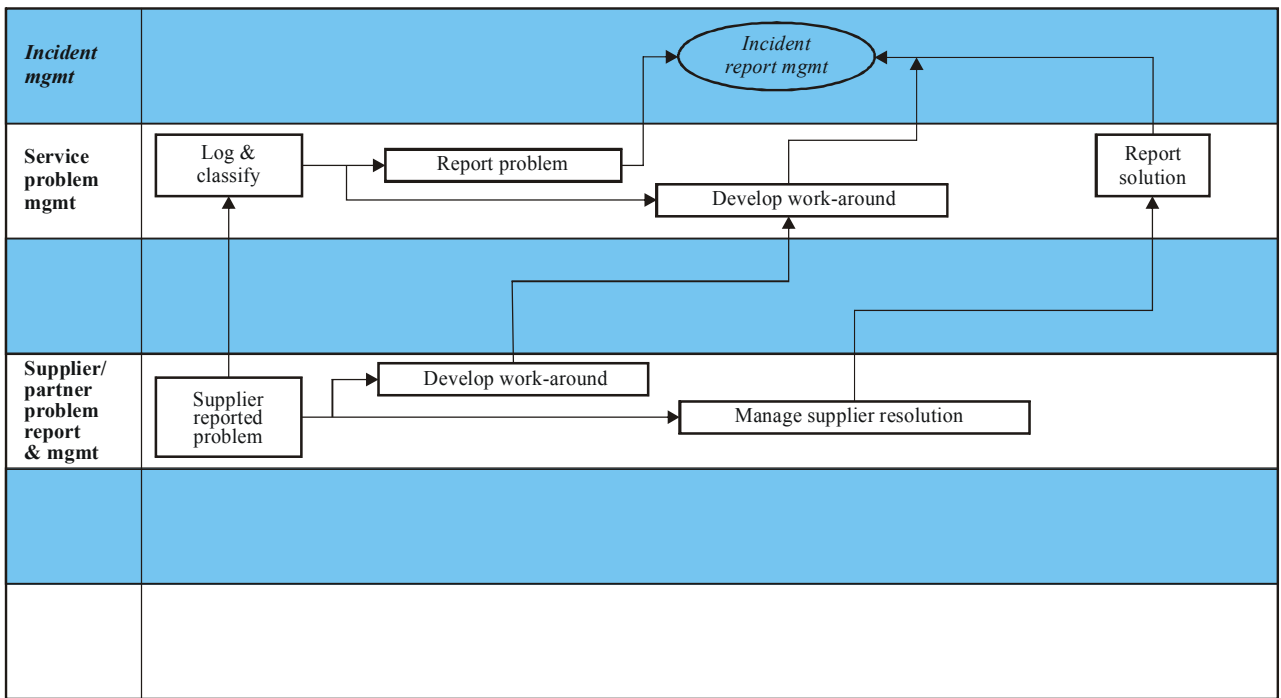 Incident
mgmt
Incident
report mgmt
Service
problem
mgmt
Log &
classify
Report problem
Develop work-around
Report
solution
Supplier/
partner
problem
report
& mgmt
Supplier
reported
problem
Develop work-around
Manage supplier resolution